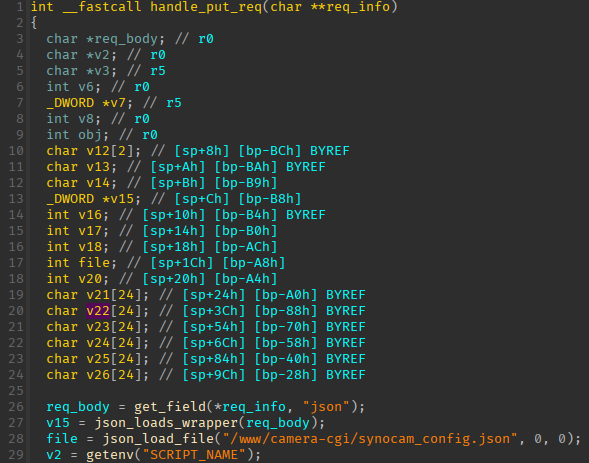 1 int __fastcall handle_put_req(char **req_info)
2 {
3 char *req_body; // r0
4 char *v2; // r0
5 char *v3; // r5
6 int v6; // r0
7 _DWORD *v7; // r5
8 int v8; // r0
9 int obj; // r0
10 char v12[2]; // [sp+8h] [bp-BCh] BYREF
11 char v13; // [sp+Ah] [bp-BAh] BYREF
12 char v14; // [sp+Bh] [bp-B9h]
13 _DWORD *v15; // [sp+Ch] [bp-B8h]
14 int v16; // [sp+10h] [bp-B4h] BYREF
15 int v17; // [sp+14h] [bp-B0h]
16 int v18; // [sp+18h] [bp-ACh]
17 int file; // [sp+1Ch] [bp-A8h]
18 int v20; // [sp+20h] [bp-A4h]
19 char v21[24]; // [sp+24h] [bp-A0h] BYREF
20 char v22[24]; // [sp+3Ch] [bp-88h] BYREF
21 char v23[24]; // [sp+54h] [bp-70h] BYREF
22 char v24[24]; // [sp+6Ch] [bp-58h] BYREF
23 char v25[24]; // [sp+84h] [bp-40h] BYREF
24 char v26[24]; // [sp+9Ch] [bp-28h] BYREF
25
26 req_body = get_field(*req_info, "json");
27 v15 = json_loads_wrapper(req_body);
28 file = json_load_file("/www/camera-cgi/synocam_config.json", 0, 0);
29 v2 = getenv("SCRIPT_NAME");